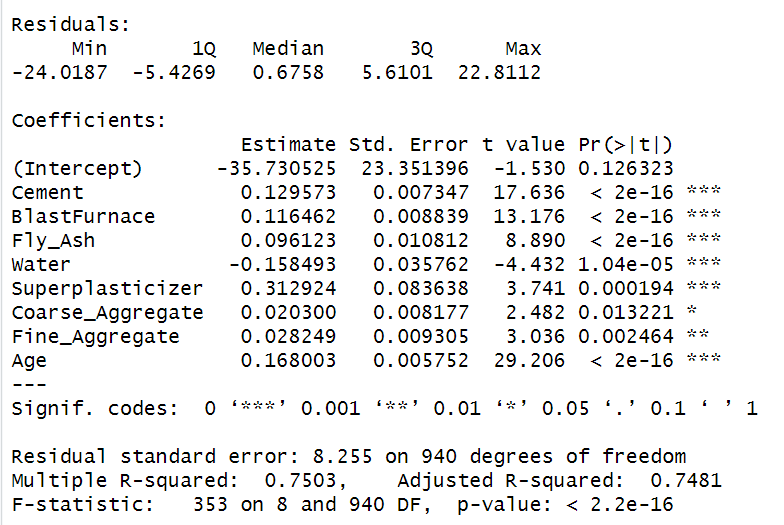 Residuals:
     Min       1Q   Median       3Q      Max
-24.0187  -5.4269   0.6758   5.6101  22.8112

Coefficients:
                   Estimate Std. Error t value Pr(>|t|)
(Intercept)      -35.730525  23.351396  -1.530 0.126323
Cement             0.129573   0.007347  17.636  < 2e-16 ***
BlastFurnace       0.116462   0.008839  13.176  < 2e-16 ***
Fly_Ash            0.096123   0.010812   8.890  < 2e-16 ***
Water             -0.158493   0.035762  -4.432 1.04e-05 ***
Superplasticizer   0.312924   0.083638   3.741 0.000194 ***
Coarse_Aggregate   0.020300   0.008177   2.482 0.013221 *
Fine_Aggregate     0.028249   0.009305   3.036 0.002464 **
Age                0.168003   0.005752  29.206  < 2e-16 ***
---
Signif. codes:  0 ‘***’ 0.001 ‘**’ 0.01 ‘*’ 0.05 ‘.’ 0.1 ‘ ’ 1

Residual standard error: 8.255 on 940 degrees of freedom
Multiple R-squared:  0.7503,    Adjusted R-squared:  0.7481
F-statistic:   353 on 8 and 940 DF,  p-value: < 2.2e-16